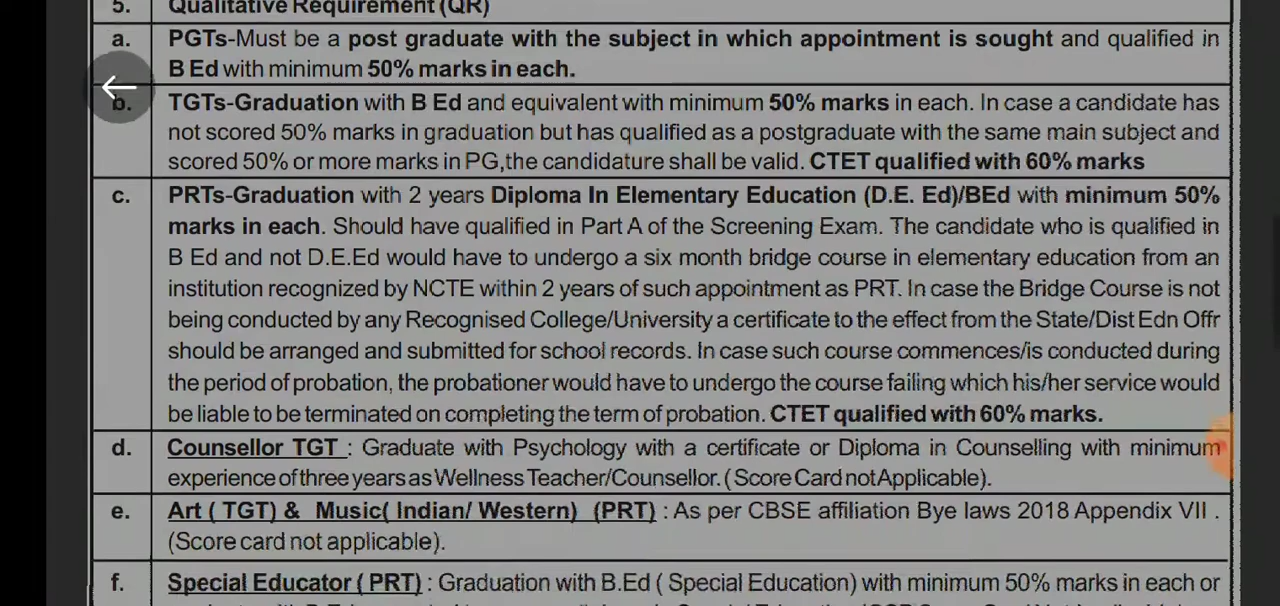 5. Qualitative Requirement (QR)
a. PGTs-Must be a post graduate with the subject in which appointment is sought and qualified in
B Ed with minimum 50% marks in each.
b. TGTs-Graduation with B Ed and equivalent with minimum 50% marks in each. In case a candidate has
not scored 50% marks in graduation but has qualified as a postgraduate with the same main subject and
scored 50% or more marks in PG,the candidature shall be valid. CTET qualified with 60% marks
c. PRTs-Graduation with 2 years Diploma In Elementary Education (D.E. Ed)/BEd with minimum 50%
marks in each. Should have qualified in Part A of the Screening Exam. The candidate who is qualified in
B Ed and not D.E.Ed would have to undergo a six month bridge course in elementary education from an
institution recognized by NCTE within 2 years of such appointment as PRT. In case the Bridge Course is not
being conducted by any Recognised College/University a certificate to the effect from the State/Dist Edn Offr
should be arranged and submitted for school records. In case such course commences/is conducted during
the period of probation, the probationer would have to undergo the course failing which his/her service would
be liable to be terminated on completing the term of probation. CTET qualified with 60% marks.
d. Counsellor TGT : Graduate with Psychology with a certificate or Diploma in Counselling with minimum
experience of three years as Wellness Teacher/Counsellor. ( Score Card not Applicable).
e. Art ( TGT) & Music( Indian/ Western) (PRT) : As per CBSE affiliation Bye laws 2018 Appendix VII .
(Score card not applicable).
f. Special Educator ( PRT) : Graduation with B.Ed ( Special Education) with minimum 50% marks in each or